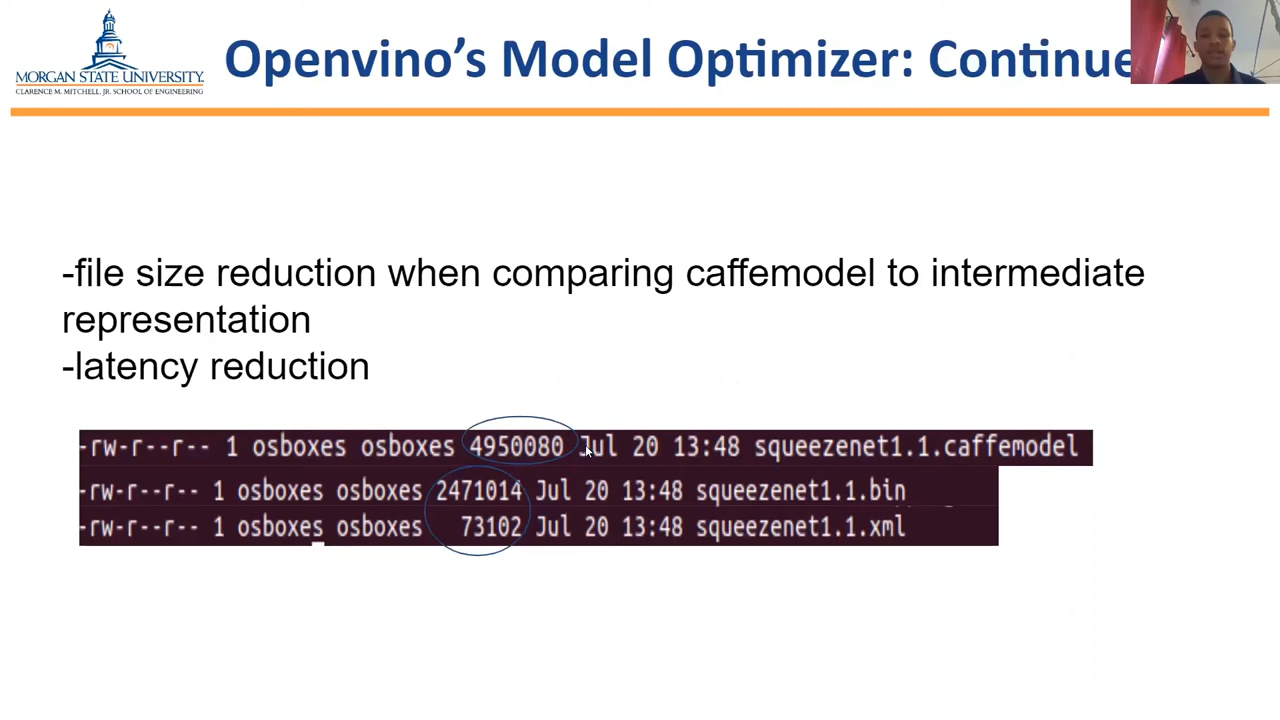 MORGAN STATE UNIVERSITY.
CLARENCE M. MITCHELL, JR. SCHOOL OF ENGINEERING
Openvino's Model Optimizer: Continue
-file size reduction when comparing caffemodel to intermediate
representation
-latency reduction
-rw-r--r-- 1 osboxes osboxes 4950080 Jul 20 13:48 squeezenet1.1.caffemodel
-rw-r--r-- 1 osboxes osboxes 2471014 Jul 20 13:48 squeezenet1.1.bin
-rw-r--r-- 1 osboxes osboxes 73102 Jul 20 13:48 squeezenet1.1.xml